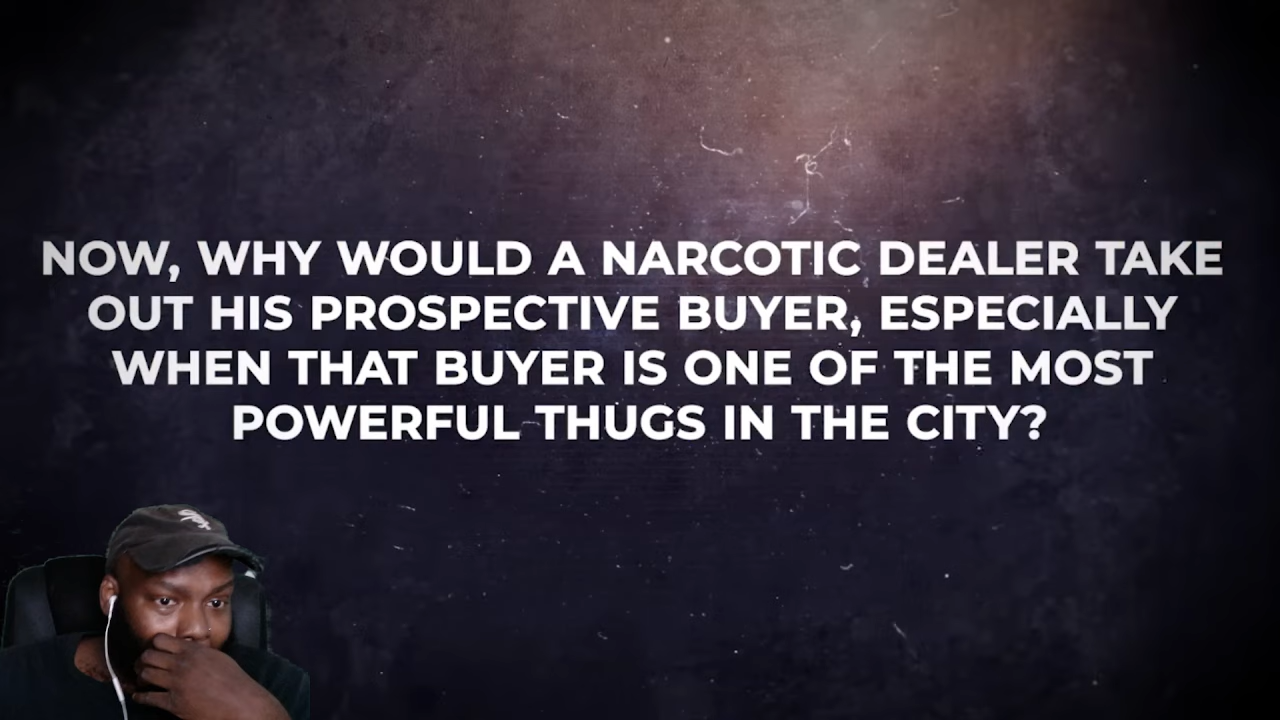 NOW, WHY WOULD A NARCOTIC DEALER TAKE
OUT HIS PROSPECTIVE BUYER, ESPECIALLY
WHEN THAT BUYER IS ONE OF THE MOST
POWERFUL THUGS IN THE CITY?